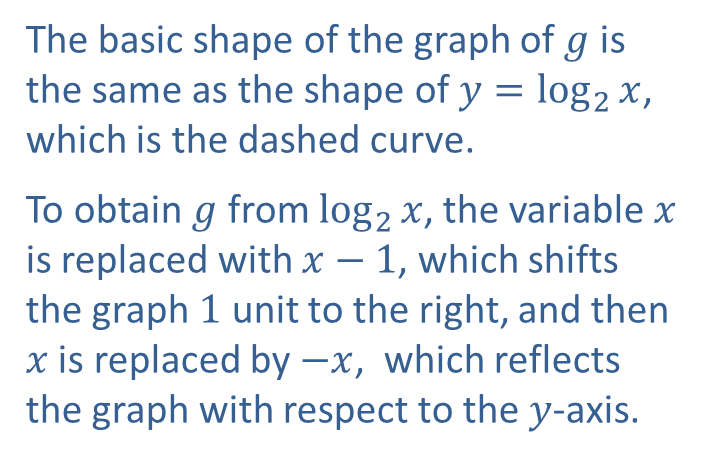 The basic shape of the graph of g is
the same as the shape of y = log₂ x,
which is the dashed curve.
To obtain g from log₂ x, the variable x
is replaced with x − 1, which shifts
the graph 1 unit to the right, and then
x is replaced by −x, which reflects
the graph with respect to the y-axis.